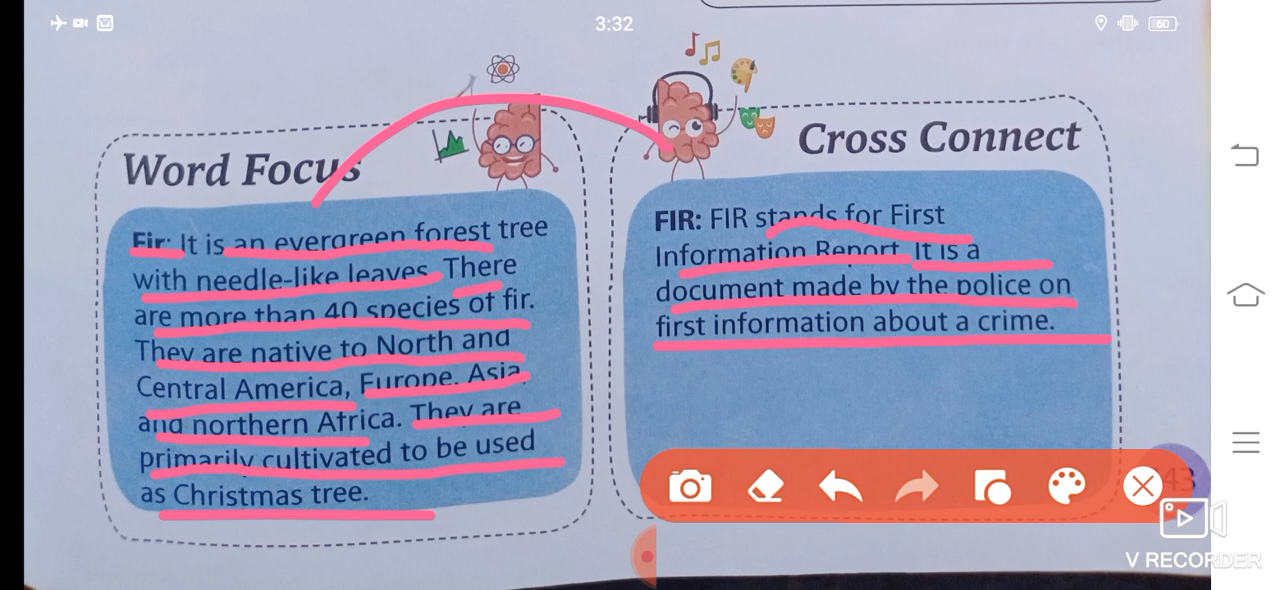 3:32
60
Word Focus
Fir: It is an evergreen forest tree
with needle-like leaves. There
are more than 40 species of fir.
They are native to North and
Central America, Europe, Asia
and northern Africa. They are
primarily cultivated to be used
as Christmas tree.
Cross Connect
FIR: FIR stands for First
Information Report. It is a
document made by the police on
first information about a crime.
43
V RECORDER